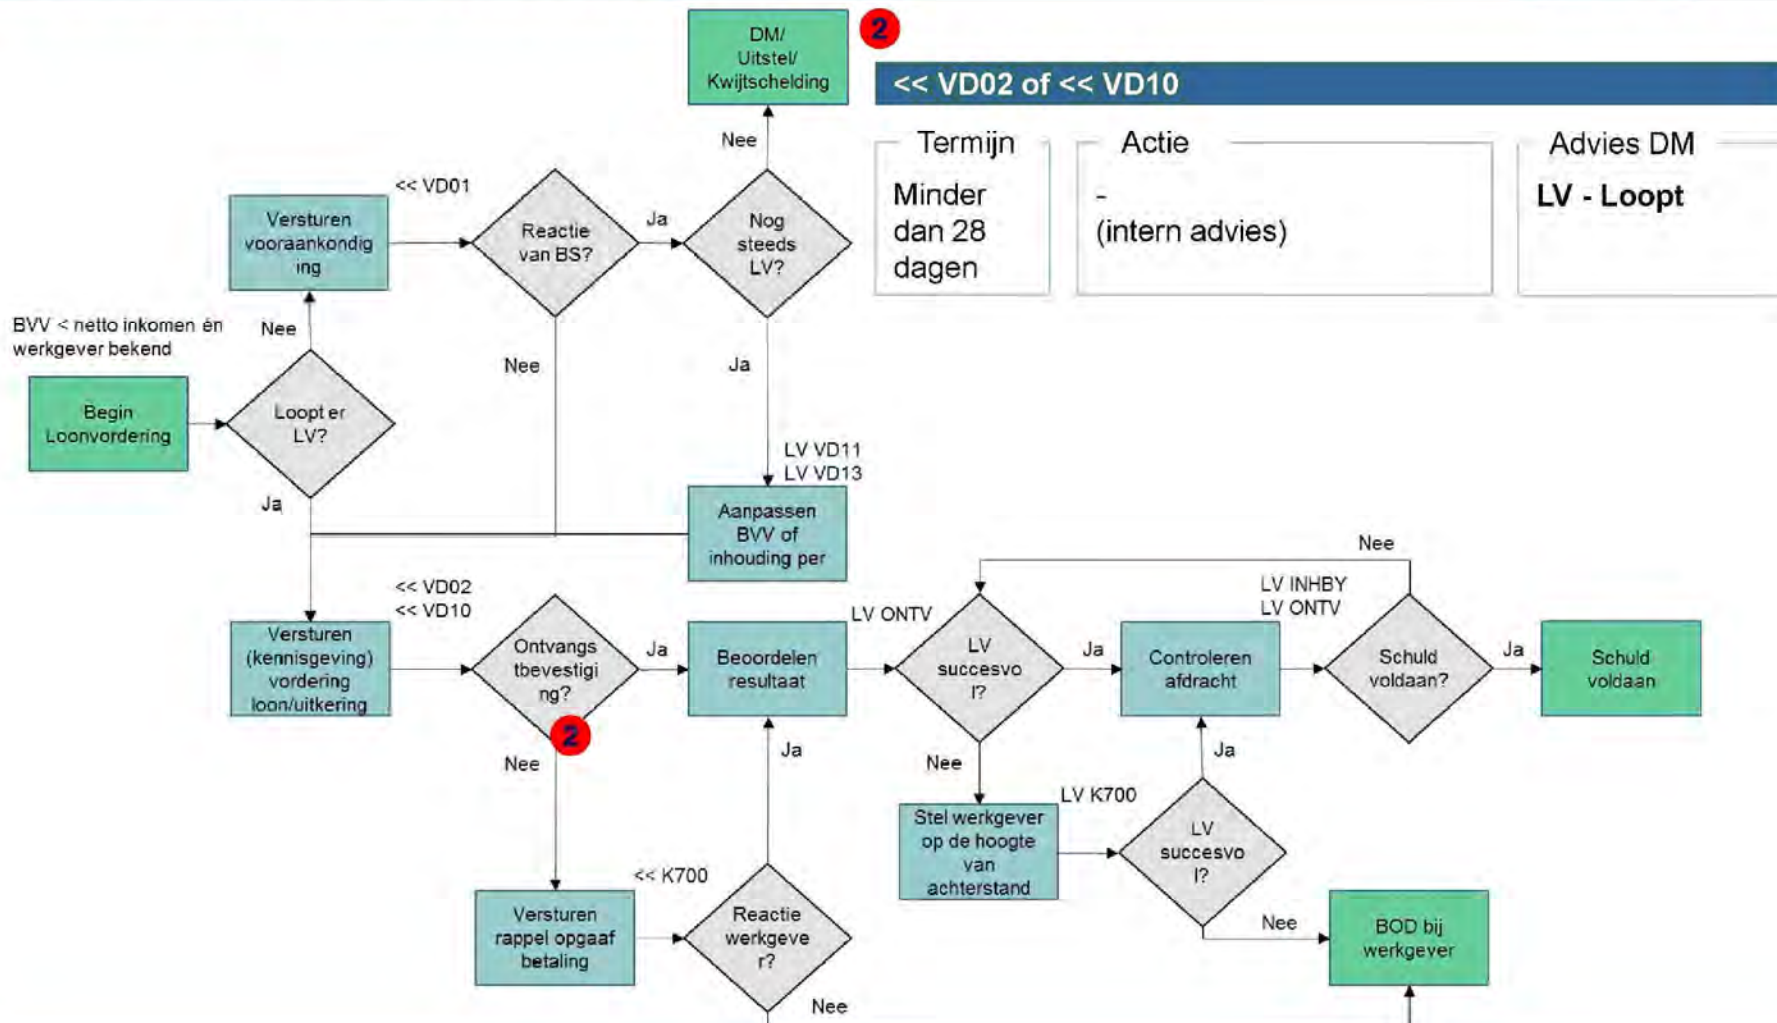 DM/
Uitstel/
Kwijtschelding
2
<< VD02 of << VD10
Termijn
Minder
dan 28
dagen
Actie
-
(intern advies)
Advies DM
LV - Loopt
Nee
<< VD01
Versturen
vooraankondig
ing
Reactie
van BS?
Ja
Nog
steeds
LV?
BVV < netto inkomen én
werkgever bekend
Nee
Nee
Ja
Begin
Loonvordering
Loopt er
LV?
LV VD11
LV VD13
Ja
Aanpassen
BVV of
inhouding per
Nee
<< VD02
<< VD10
LV INHBY
LV ONTV
Versturen
(kennisgeving)
vordering
loon/uitkering
Ontvangs
tbevestigi
ng?
Ja
Beoordelen
resultaat
LV ONTV
LV
succesvo
l?
Ja
Controleren
afdracht
Schuld
voldaan?
Ja
Schuld
voldaan
2
Nee
Ja
Nee
Ja
Stel werkgever
op de hoogte
van
achterstand
LV K700
LV
succesvo
l?
<< K700
Versturen
rappel opgaaf
betaling
Reactie
werkgeve
r?
Nee
BOD bij
werkgever
Nee